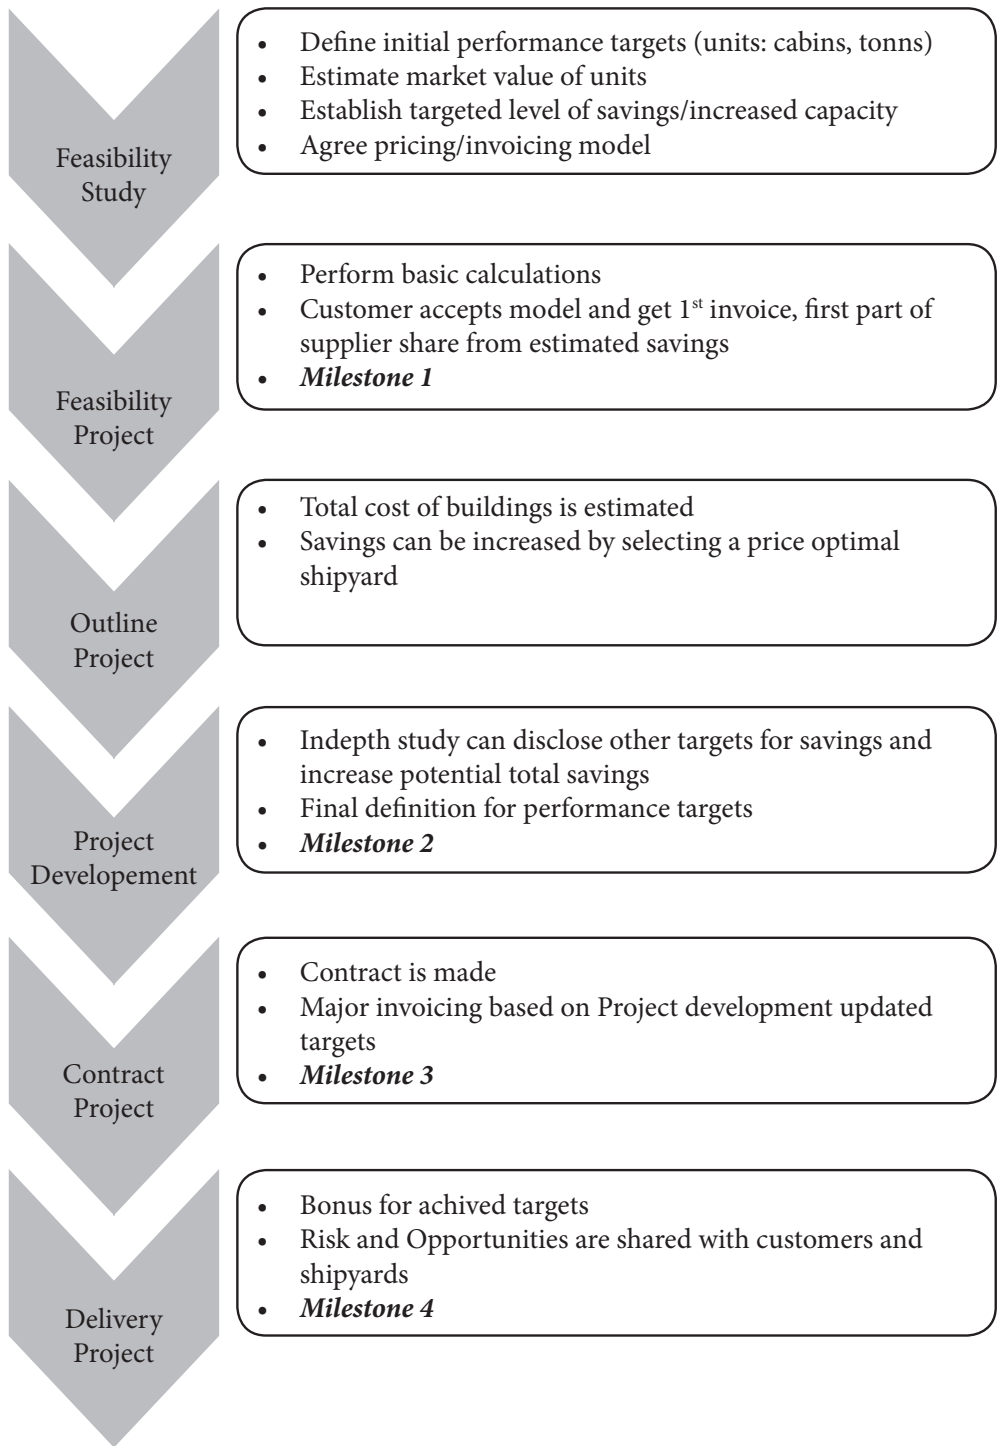 Feasibility
Study
• Define initial performance targets (units: cabins, tonns)
• Estimate market value of units
• Establish targeted level of savings/increased capacity
• Agree pricing/invoicing model
Feasibility
Project
• Perform basic calculations
• Customer accepts model and get 1st invoice, first part of
supplier share from estimated savings
• Milestone 1
Outline
Project
• Total cost of buildings is estimated
• Savings can be increased by selecting a price optimal
shipyard
Project
Developement
• Indepth study can disclose other targets for savings and
increase potential total savings
• Final definition for performance targets
• Milestone 2
Contract
Project
• Contract is made
• Major invoicing based on Project development updated
targets
• Milestone 3
Delivery
Project
• Bonus for achived targets
• Risk and Opportunities are shared with customers and
shipyards
• Milestone 4